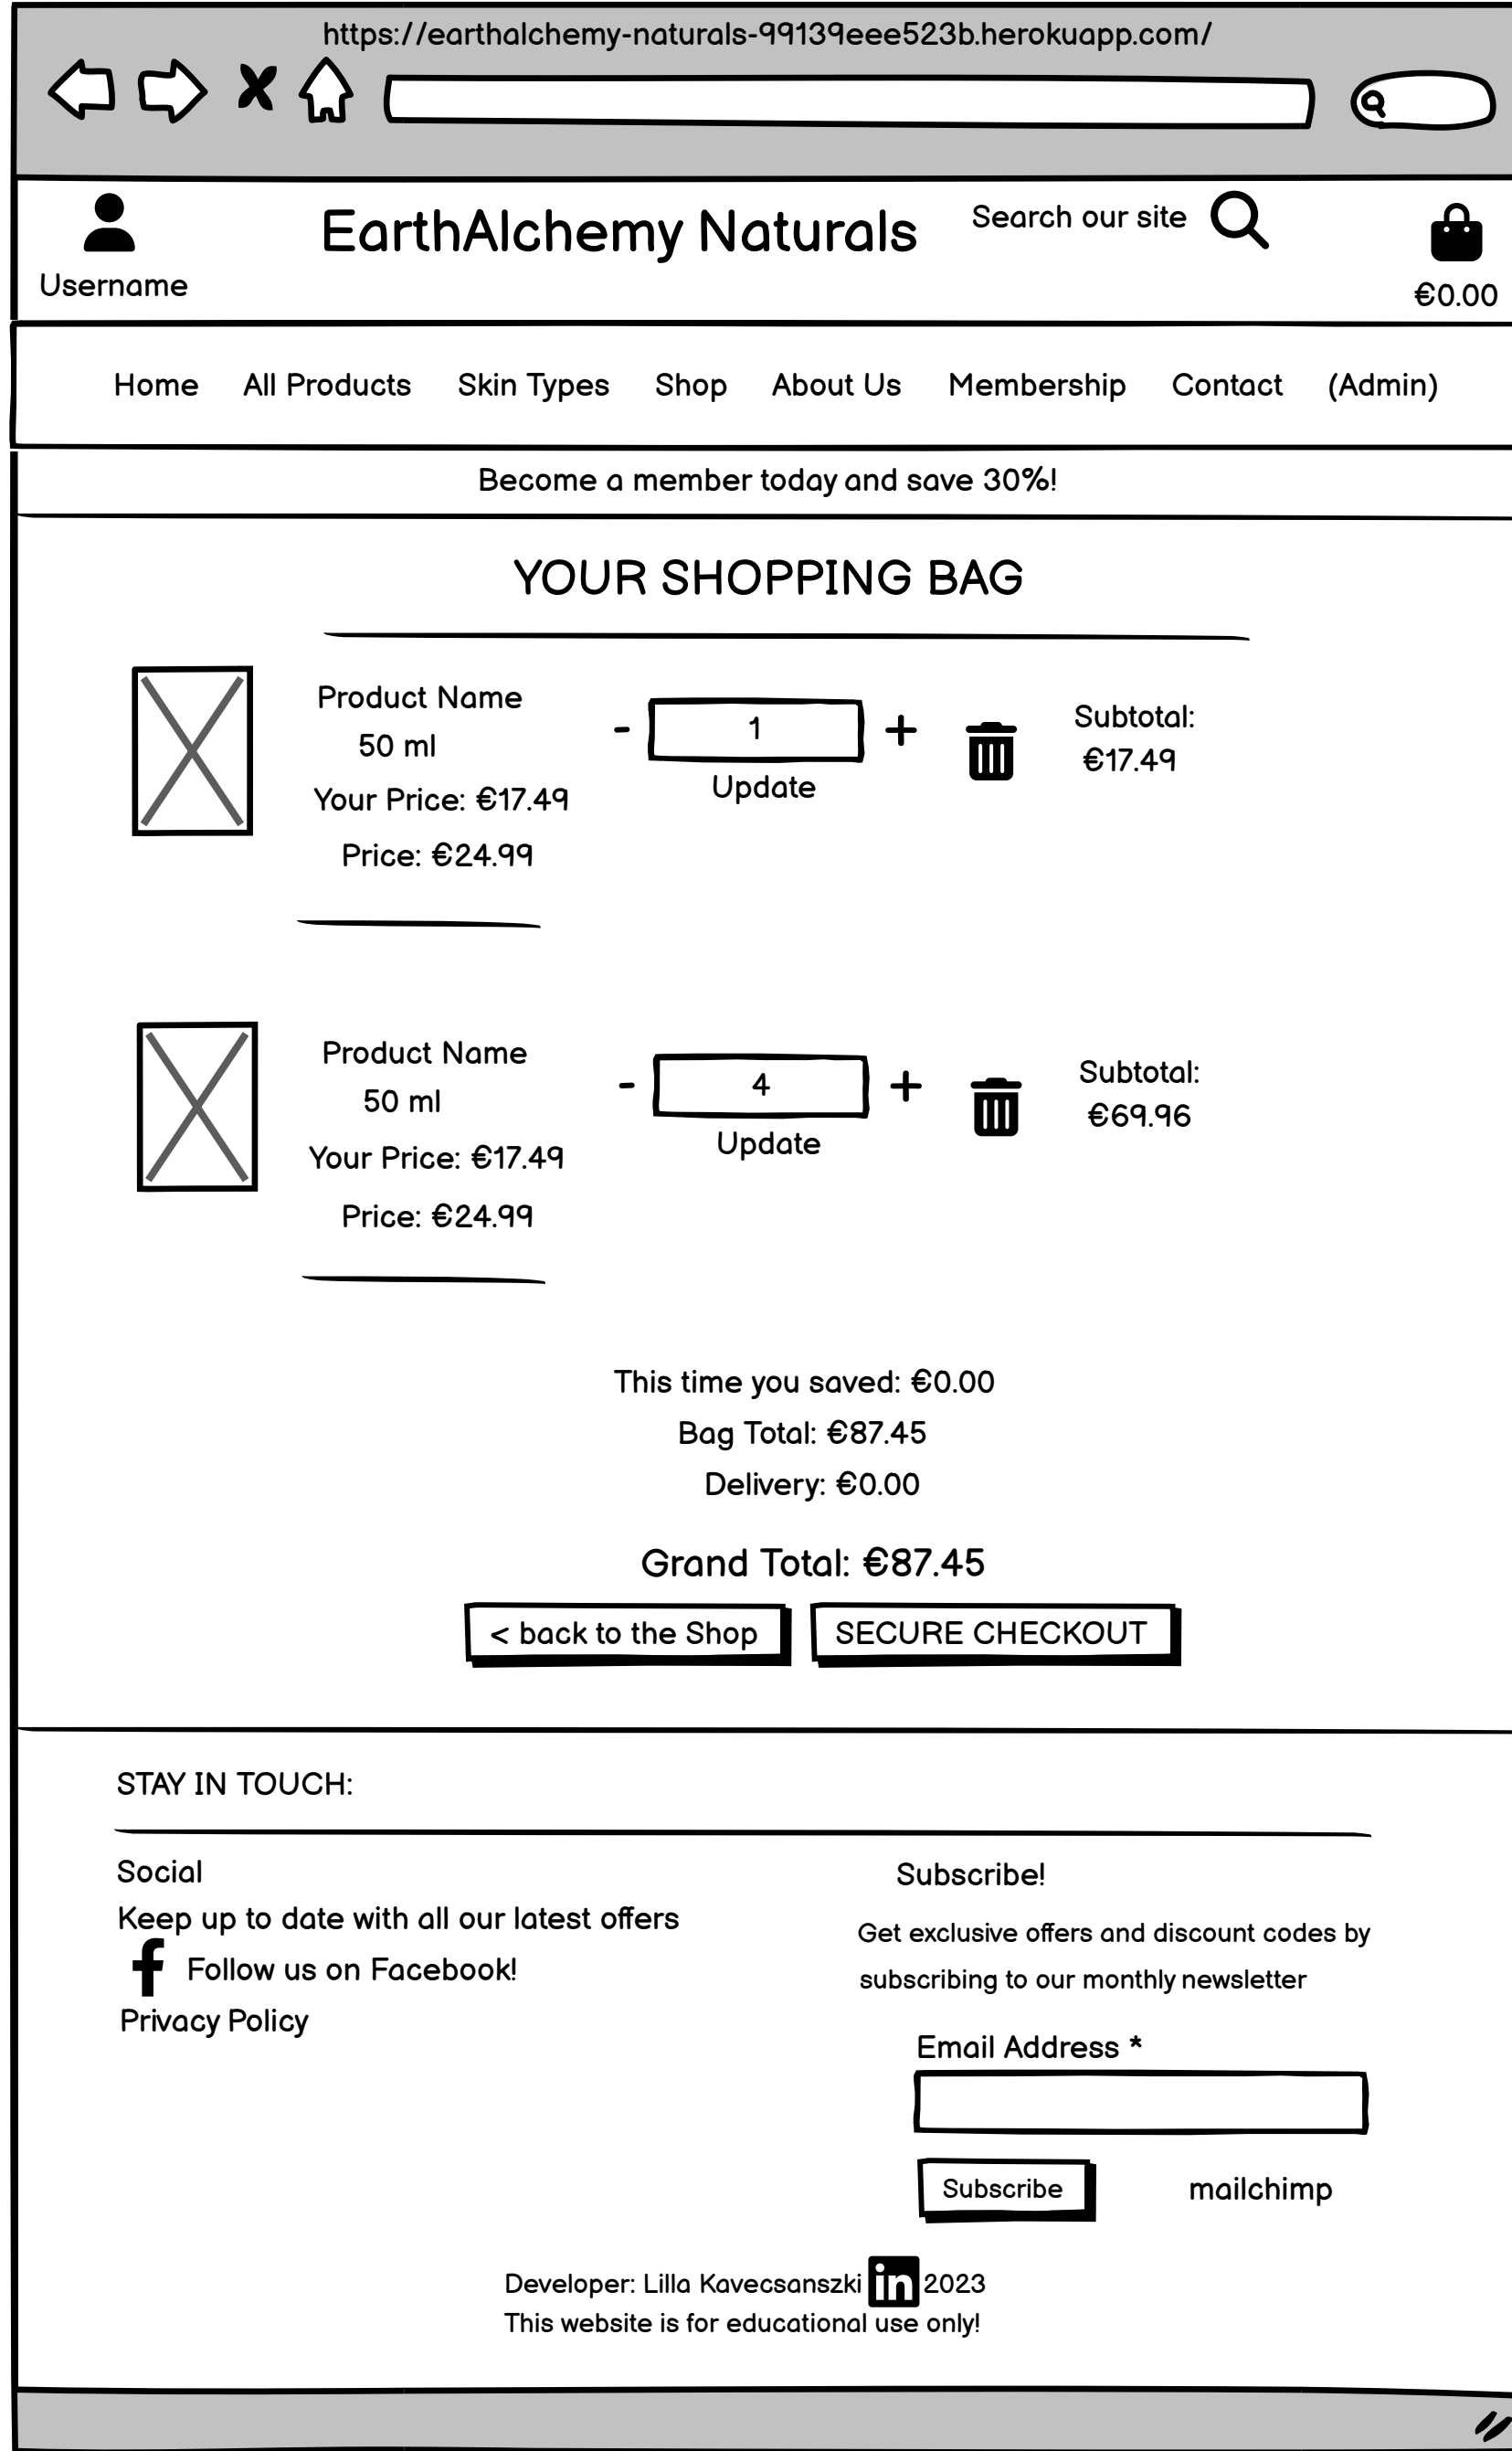 https://earthalchemy-naturals-99139eee523b.herokuapp.com/
EarthAlchemy Naturals
Search our site
Username
€0.00
Home All Products Skin Types Shop About Us Membership Contact (Admin)
Become a member today and save 30%!
YOUR SHOPPING BAG
Product Name
50 ml
Your Price: €17.49
Price: €24.99
- 1 +
Update
Subtotal:
€17.49
Product Name
50 ml
Your Price: €17.49
Price: €24.99
- 4 +
Update
Subtotal:
€69.96
This time you saved: €0.00
Bag Total: €87.45
Delivery: €0.00
Grand Total: €87.45
< back to the Shop
SECURE CHECKOUT
STAY IN TOUCH:
Social
Keep up to date with all our latest offers
Follow us on Facebook!
Privacy Policy
Subscribe!
Get exclusive offers and discount codes by
subscribing to our monthly newsletter
Email Address *
Subscribe
mailchimp
Developer: Lilla Kavecsanszki in 2023
This website is for educational use only!